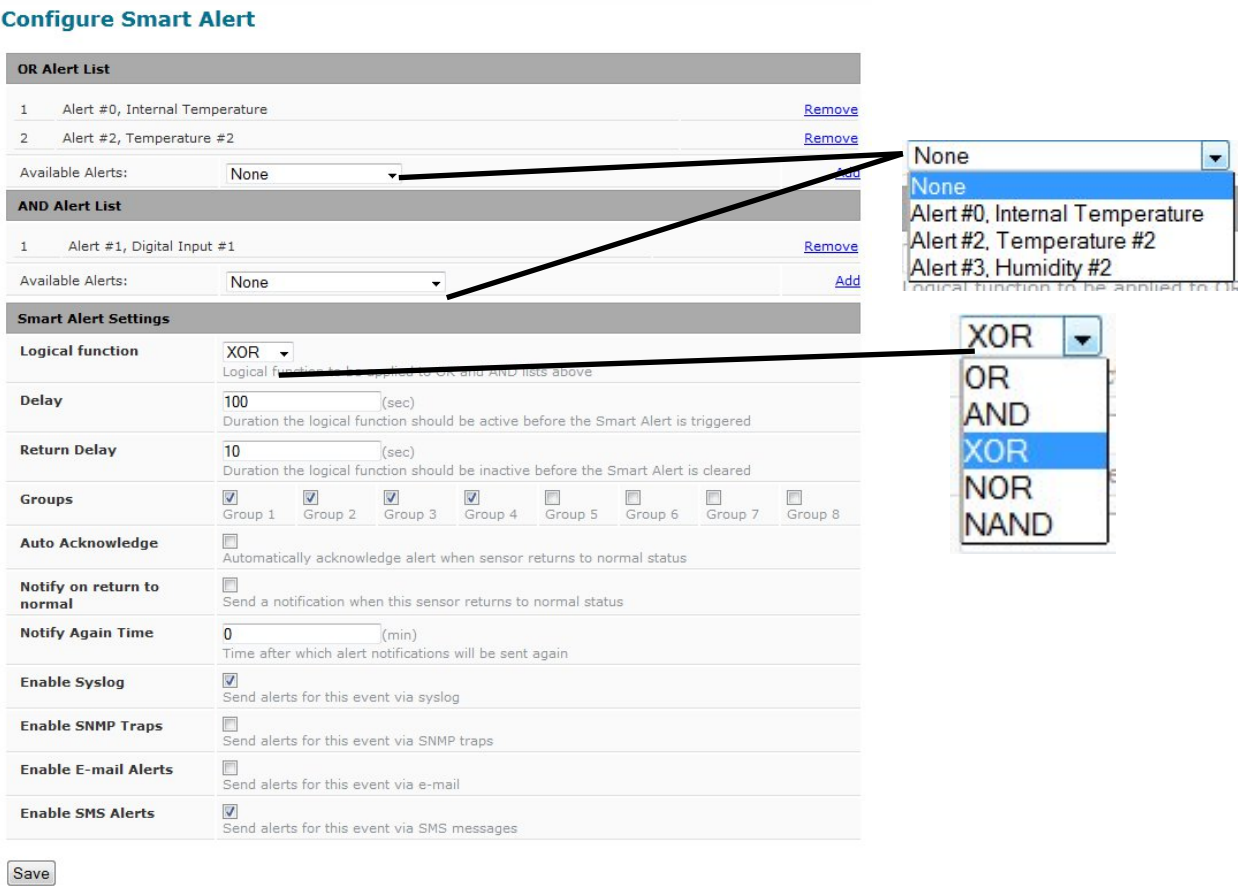 Configure Smart Alert
OR Alert List
1 Alert #0, Internal Temperature Remove
2 Alert #2, Temperature #2 Remove
Available Alerts: None Add
AND Alert List
1 Alert #1, Digital Input #1 Remove
Available Alerts: None Add
Smart Alert Settings
Logical function XOR
Logical function to be applied to OR and AND lists above
Delay 100 (sec)
Duration the logical function should be active before the Smart Alert is triggered
Return Delay 10 (sec)
Duration the logical function should be inactive before the Smart Alert is cleared
Groups
Group 1 Group 2 Group 3 Group 4 Group 5 Group 6 Group 7 Group 8
Auto Acknowledge
Automatically acknowledge alert when sensor returns to normal status
Notify on return to
normal
Send a notification when this sensor returns to normal status
Notify Again Time 0 (min)
Time after which alert notifications will be sent again
Enable Syslog
Send alerts for this event via syslog
Enable SNMP Traps
Send alerts for this event via SNMP traps
Enable E-mail Alerts
Send alerts for this event via e-mail
Enable SMS Alerts
Send alerts for this event via SMS messages
Save
None
None
Alert #0, Internal Temperature
Alert #2, Temperature #2
Alert #3, Humidity #2
Logical function to be applied to OR
XOR
OR
AND
XOR
NOR
NAND